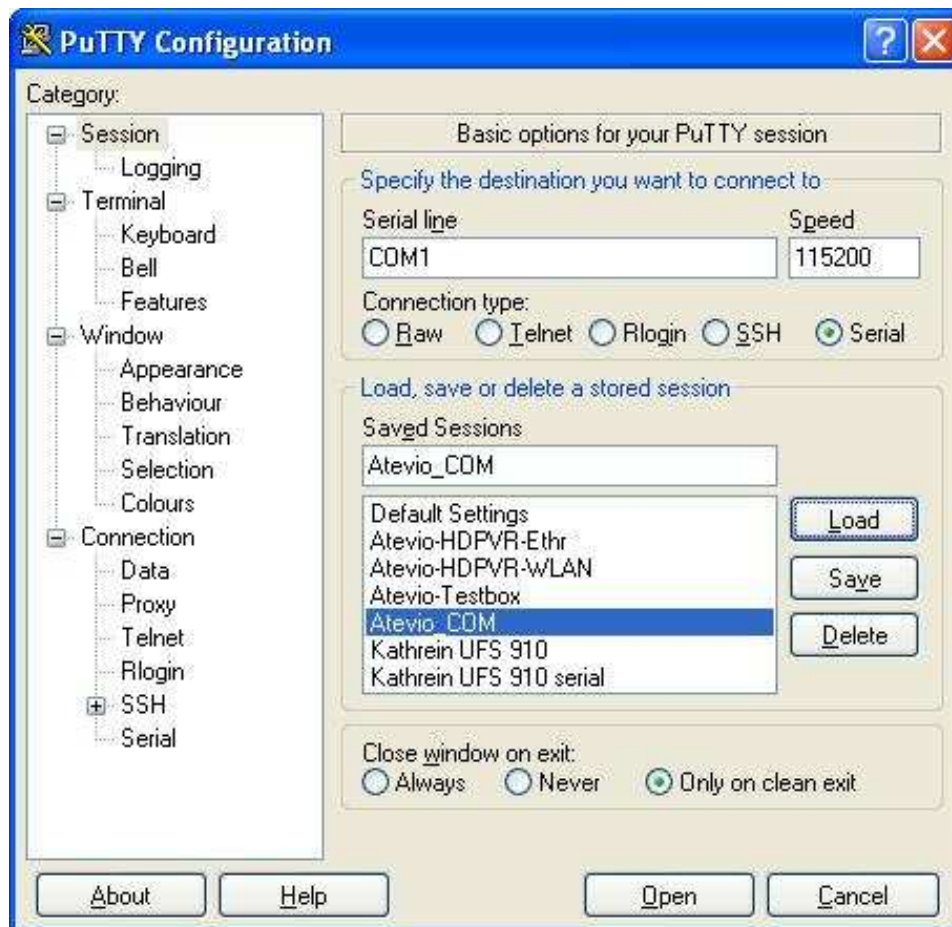 PuTTY Configuration
Category:
Session
Logging
Terminal
Keyboard
Bell
Features
Window
Appearance
Behaviour
Translation
Selection
Colours
Connection
Data
Proxy
Telnet
Rlogin
SSH
Serial
Basic options for your PuTTY session
Specify the destination you want to connect to
Serial line Speed
COM1 115200
Connection type:
Raw Telnet Rlogin SSH Serial
Load, save or delete a stored session
Saved Sessions
Atevio_COM
Default Settings
Atevio-HDPVR-Ethr
Atevio-HDPVR-WLAN
Atevio-Testbox
Atevio_COM
Kathrein UFS 910
Kathrein UFS 910 serial
Load
Save
Delete
Close window on exit:
Always Never Only on clean exit
About Help Open Cancel